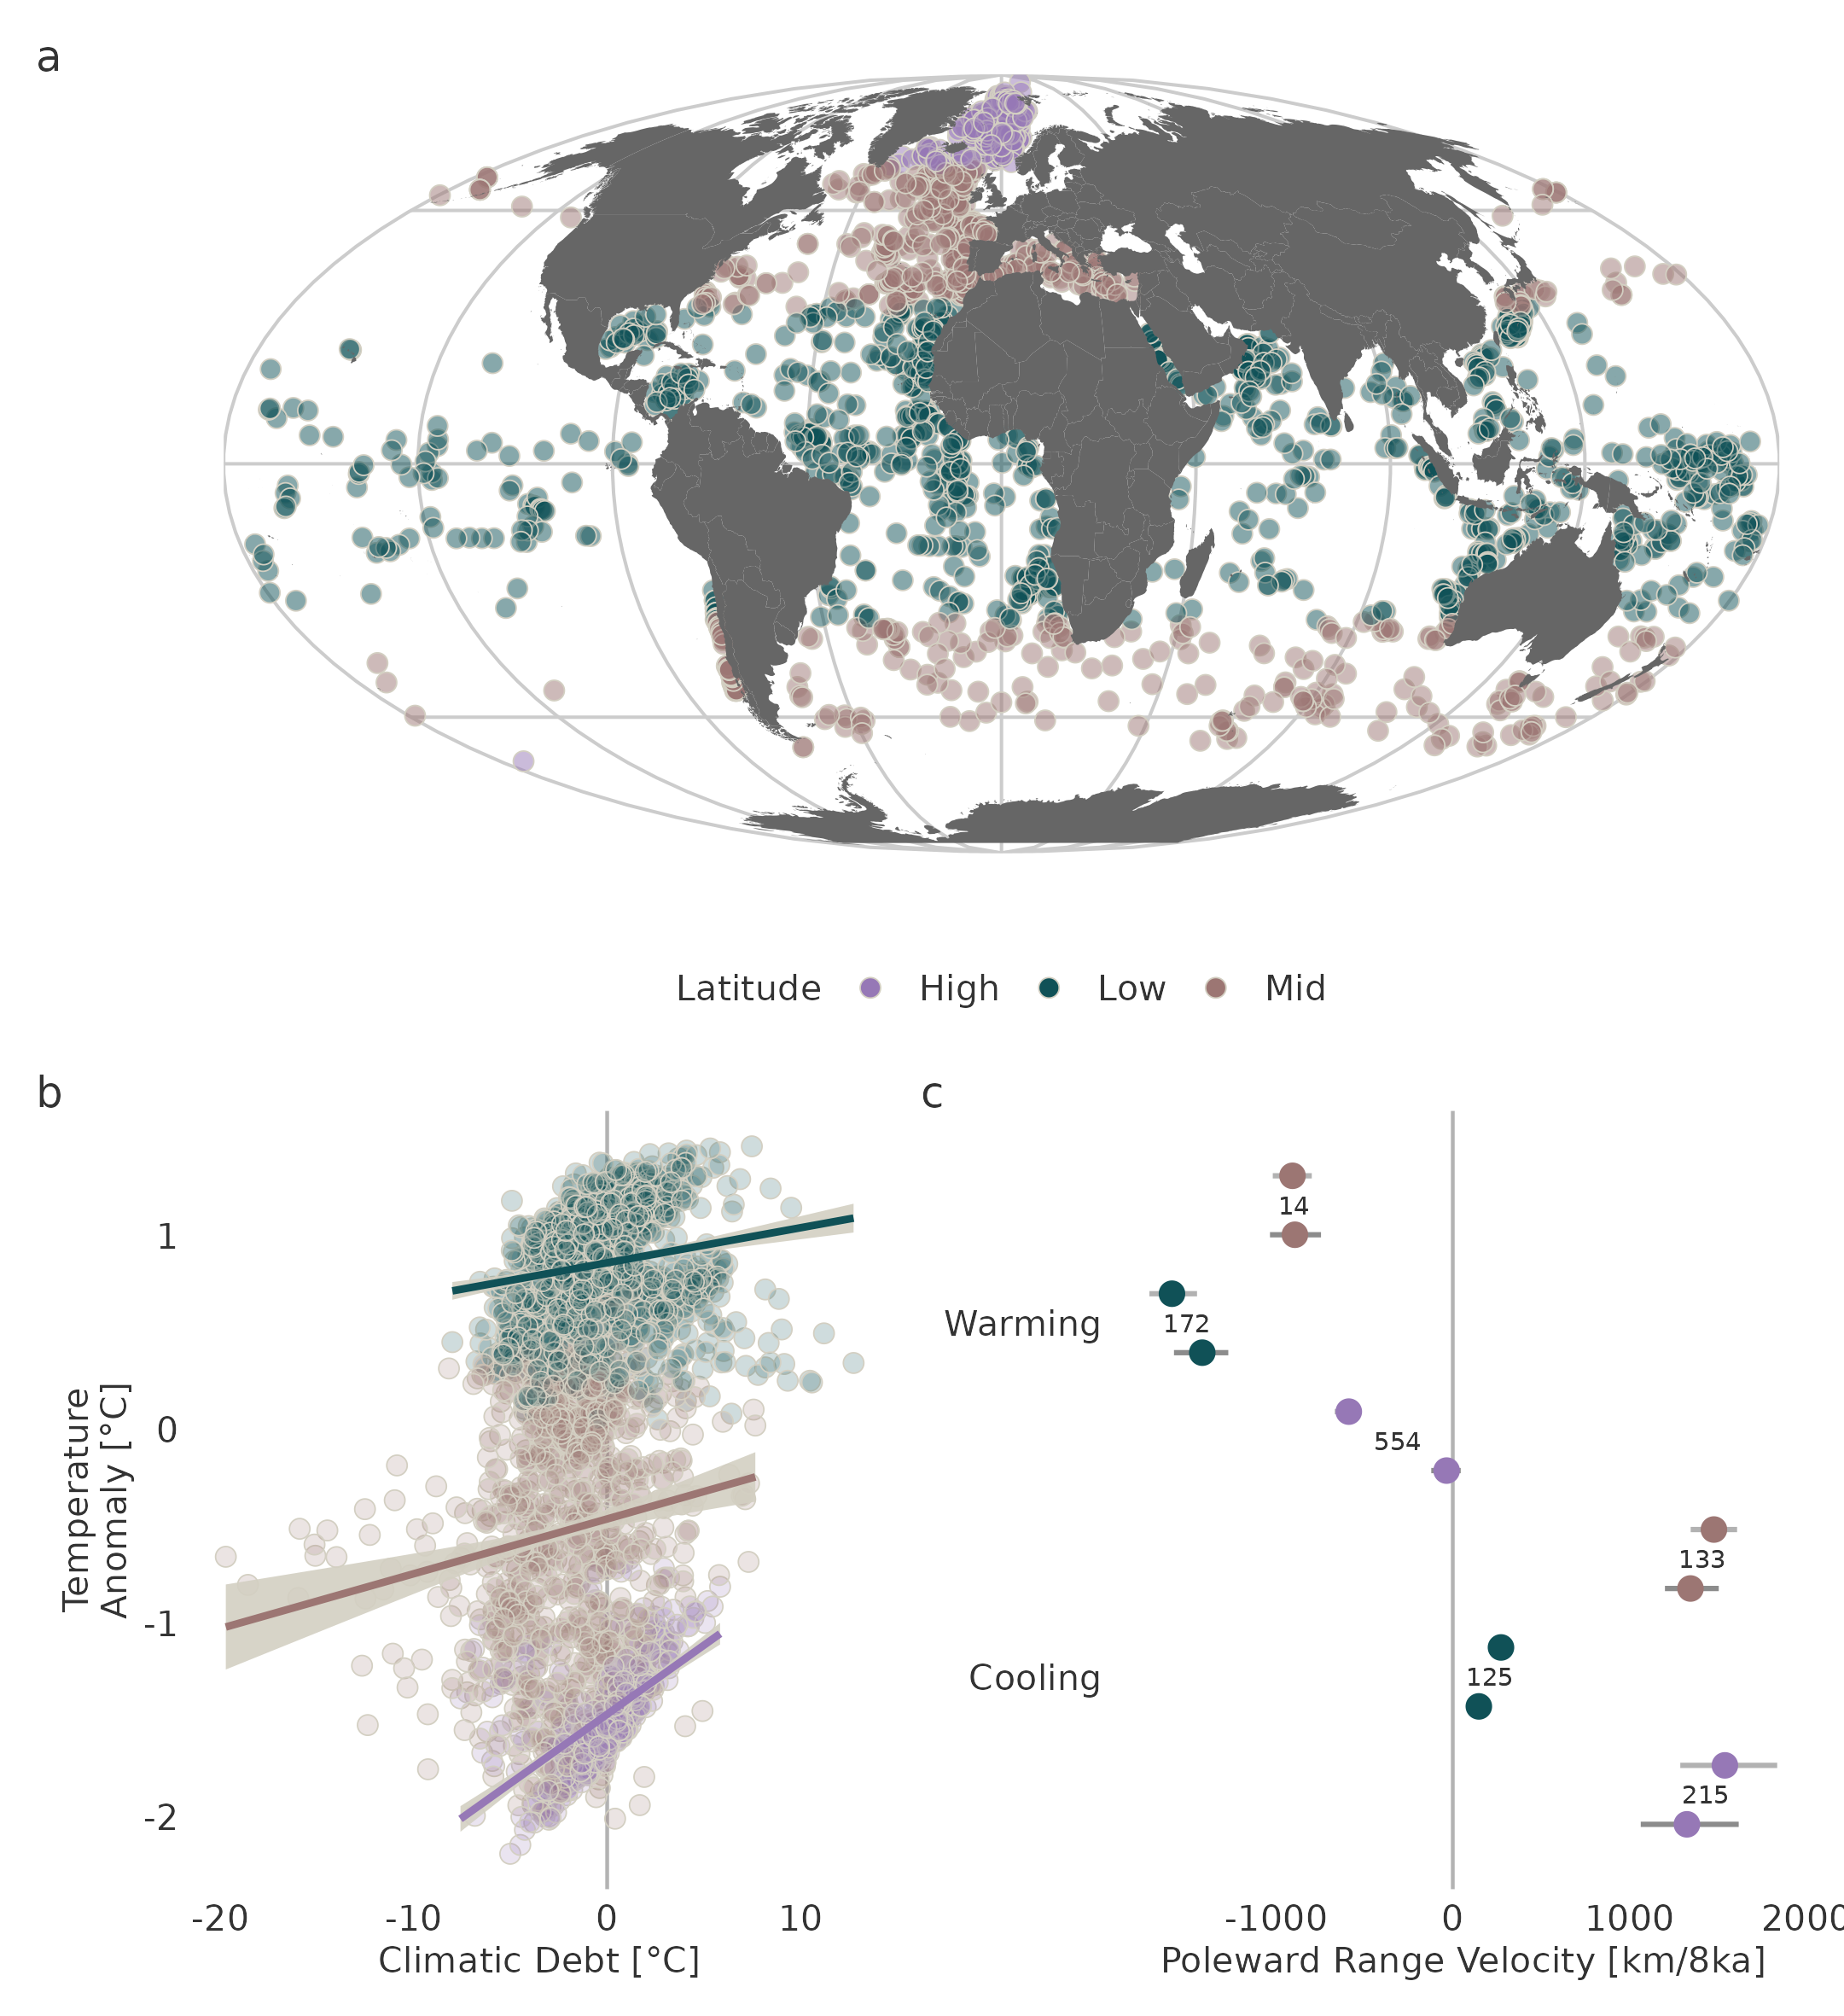 a
Latitude High Low Mid
b
Temperature
Anomaly [°C]
1
0
-1
-2
-20 -10 0 10
Climatic Debt [°C]
c
Warming
Cooling
14
172
554
133
125
215
-1000 0 1000 2000
Poleward Range Velocity [km/8ka]